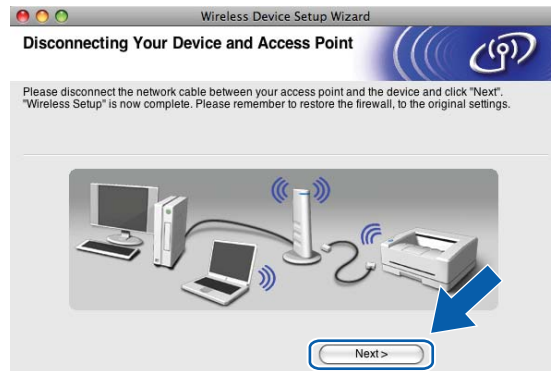 Wireless Device Setup Wizard
Disconnecting Your Device and Access Point
Please disconnect the network cable between your access point and the device and click "Next".
"Wireless Setup" is now complete. Please remember to restore the firewall, to the original settings.
Next >